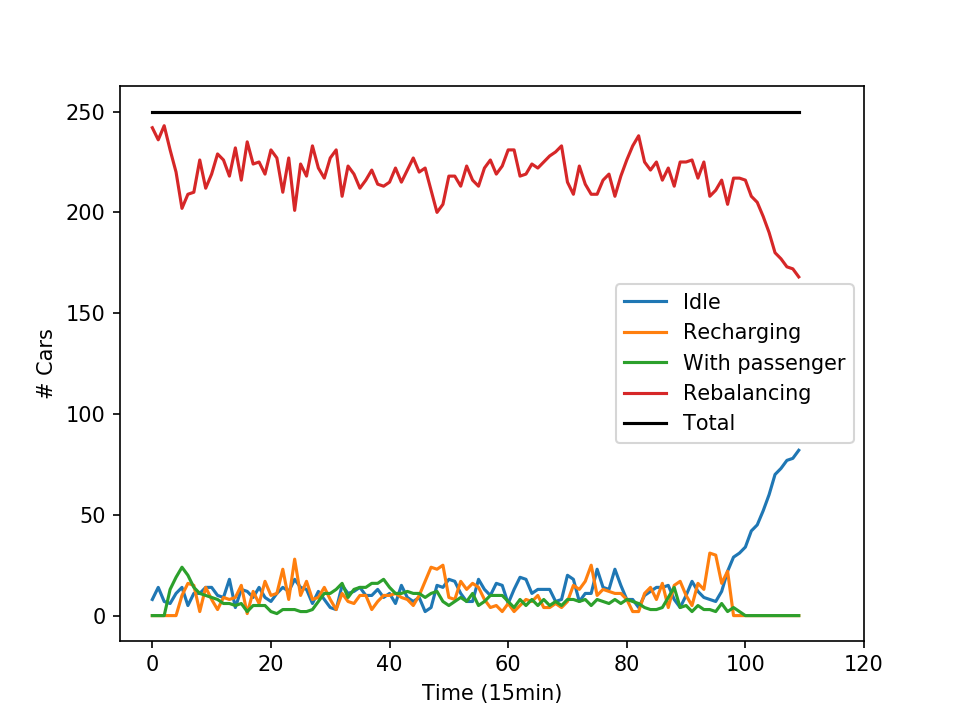 250
200
150
100
50
0
# Cars
0 20 40 60 80 100 120
Time (15min)
Idle
Recharging
With passenger
Rebalancing
Total